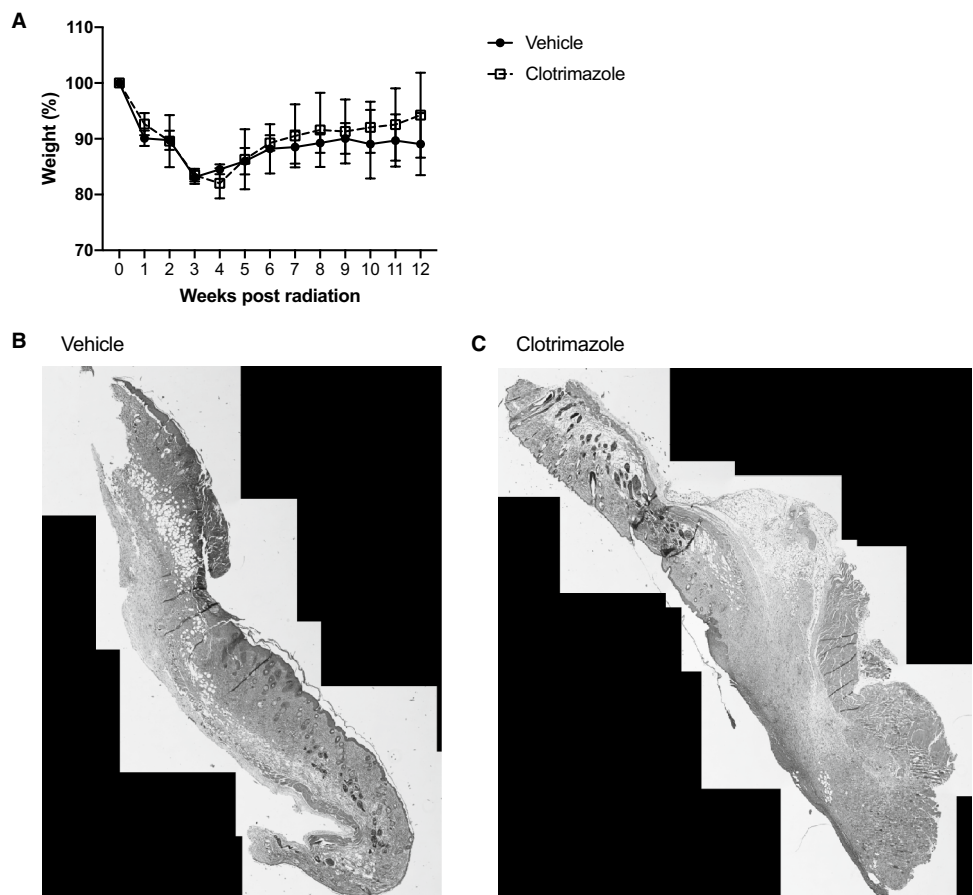 A
110
100
90
80
70
Weight (%)
0 1 2 3 4 5 6 7 8 9 10 11 12
Weeks post radiation
Vehicle
Clotrimazole
B Vehicle
C Clotrimazole